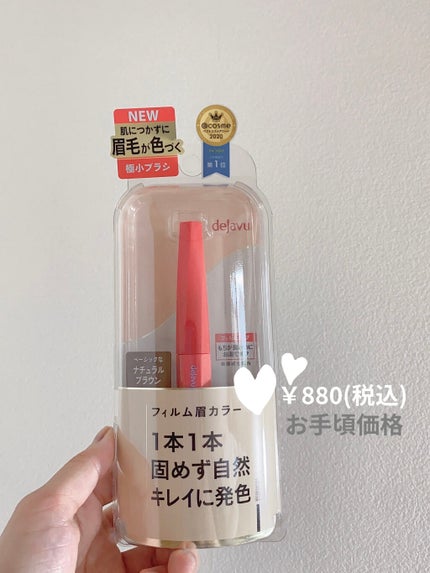 NEW
肌につかずに
眉毛が色づく
極小ブラシ
@cosme
2020
第1位
dejavu
ベーシックな
ナチュラル
ブラウン
¥880(税込)
お手頃価格
フィルム眉カラー
1本1本
固めず自然
キレイに発色